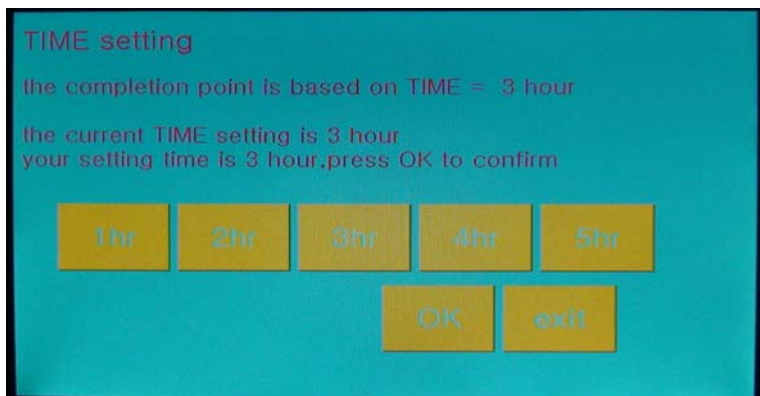 TIME setting
the completion point is based on TIME = 3 hour
the current TIME setting is 3 hour
your setting time is 3 hour,press OK to confirm
1hr 2hr 3hr 4hr 5hr
OK exit